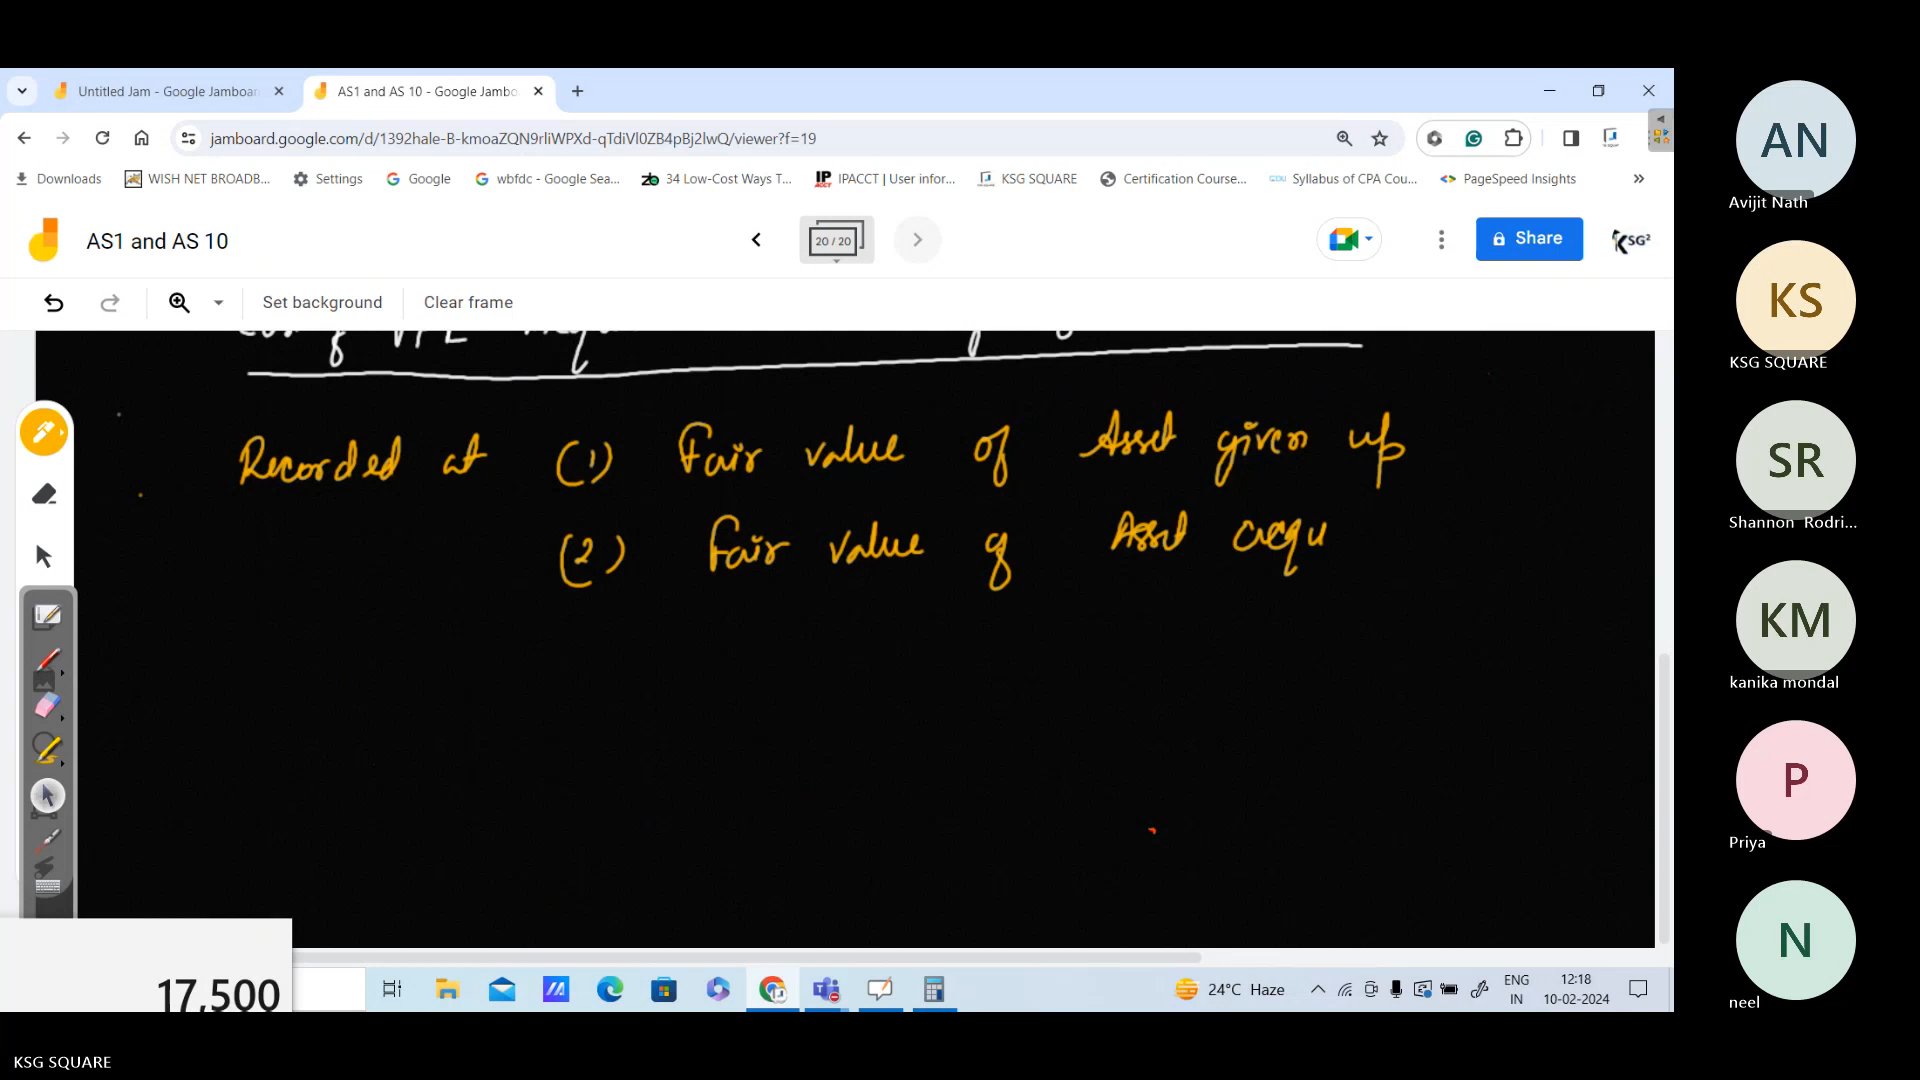 Untitled Jam - Google Jamboar
AS1 and AS 10 - Google Jambo
jamboard.google.com/d/1392hale-B-kmoaZQN9rliWPXd-qTdiVl0ZB4pBj2lwQ/viewer?f=19
Downloads WISH NET BROADB... Settings Google wbfdc - Google Sea... 34 Low-Cost Ways T... IPACCT | User infor... KSG SQUARE Certification Course... Syllabus of CPA Cou... PageSpeed Insights
AS1 and AS 10
20 / 20
Share
KSG²
Set background Clear frame
Recorded at (1) Fair value of Asset given up
(2) Fair value of Asset acqu
17,500
24°C Haze
ENG
IN
12:18
10-02-2024
AN
Avijit Nath
KS
KSG SQUARE
SR
Shannon Rodri...
KM
kanika mondal
P
Priya
N
neel
KSG SQUARE